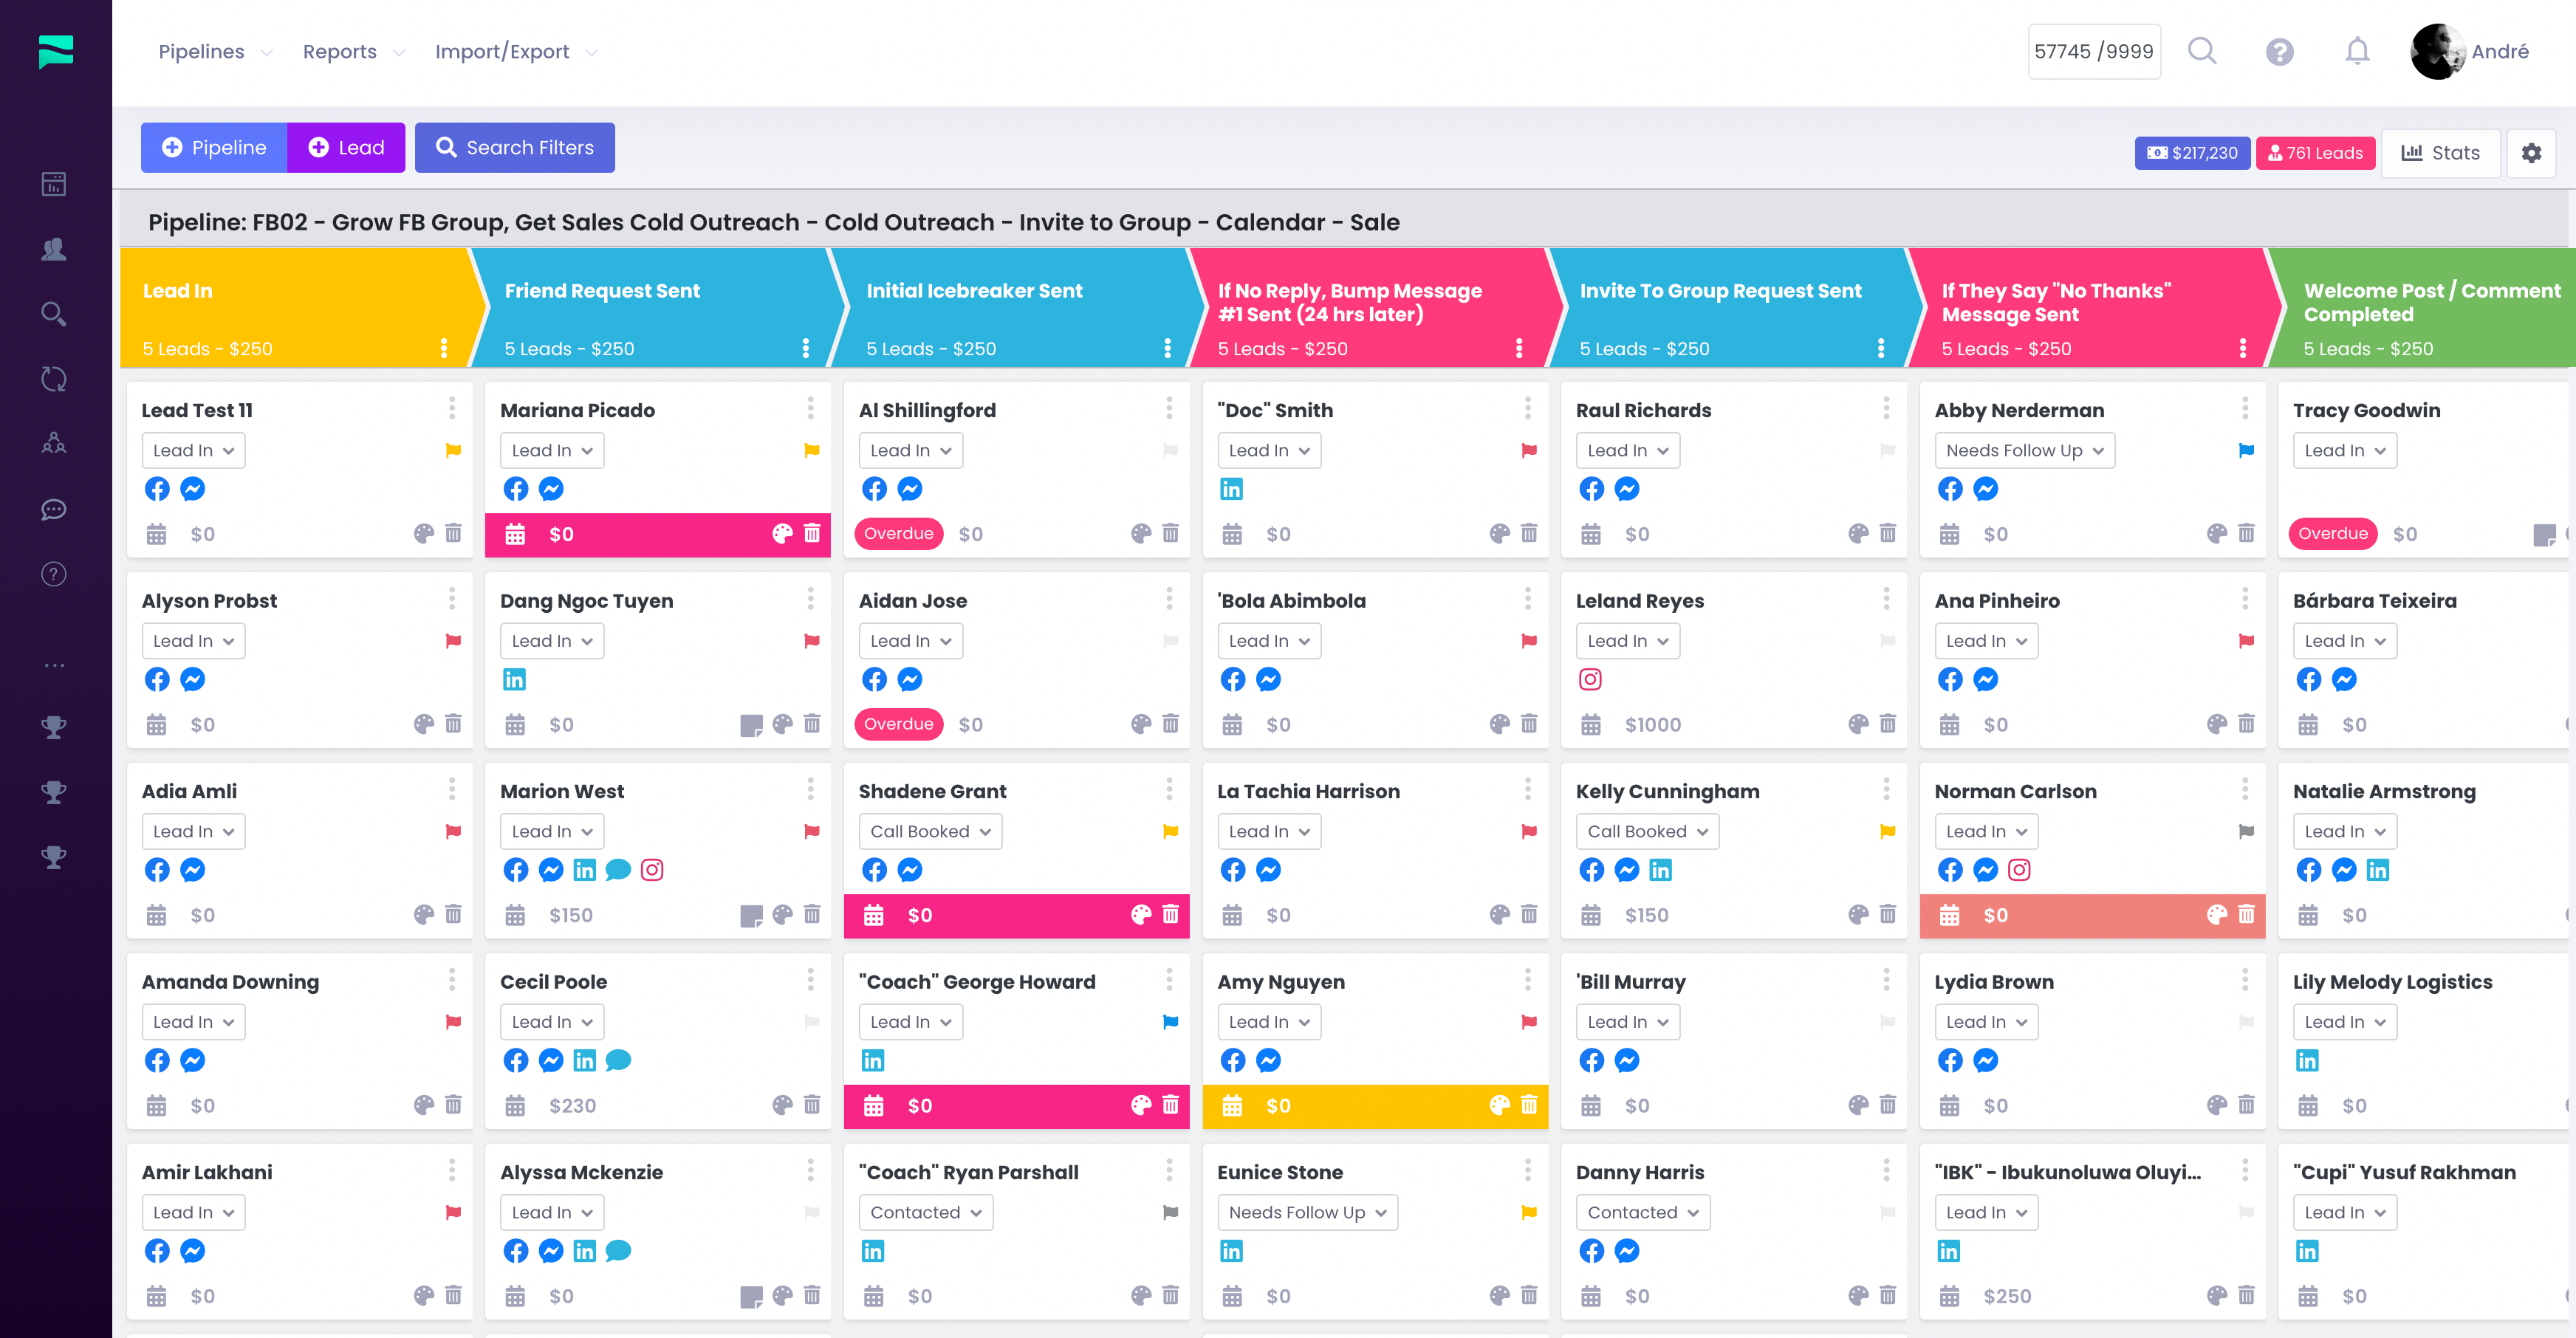 Pipelines Reports Import/Export 57745 /9999 André
Pipeline Lead Search Filters $217,230 761 Leads Stats
Pipeline: FB02 - Grow FB Group, Get Sales Cold Outreach - Cold Outreach - Invite to Group - Calendar - Sale
Lead In
5 Leads - $250
Friend Request Sent
5 Leads - $250
Initial Icebreaker Sent
5 Leads - $250
If No Reply, Bump Message
#1 Sent (24 hrs later)
5 Leads - $250
Invite To Group Request Sent
5 Leads - $250
If They Say "No Thanks"
Message Sent
5 Leads - $250
Welcome Post / Comment
Completed
5 Leads - $250
Lead Test 11
Lead In
$0
Mariana Picado
Lead In
$0
Al Shillingford
Lead In
Overdue $0
"Doc" Smith
Lead In
$0
Raul Richards
Lead In
$0
Abby Nerderman
Needs Follow Up
$0
Tracy Goodwin
Lead In
Overdue $0
Alyson Probst
Lead In
$0
Dang Ngoc Tuyen
Lead In
$0
Aidan Jose
Lead In
Overdue $0
'Bola Abimbola
Lead In
$0
Leland Reyes
Lead In
$1000
Ana Pinheiro
Lead In
$0
Bárbara Teixeira
Lead In
$0
Adia Amli
Lead In
$0
Marion West
Lead In
$150
Shadene Grant
Call Booked
$0
La Tachia Harrison
Lead In
$0
Kelly Cunningham
Call Booked
$150
Norman Carlson
Lead In
$0
Natalie Armstrong
Lead In
$0
Amanda Downing
Lead In
$0
Cecil Poole
Lead In
$230
"Coach" George Howard
Lead In
$0
Amy Nguyen
Lead In
$0
'Bill Murray
Lead In
$0
Lydia Brown
Lead In
$0
Lily Melody Logistics
Lead In
$0
Amir Lakhani
Lead In
$0
Alyssa Mckenzie
Lead In
$0
"Coach" Ryan Parshall
Contacted
$0
Eunice Stone
Needs Follow Up
$0
Danny Harris
Contacted
$0
"IBK" - Ibukunoluwa Oluyi...
Lead In
$250
"Cupi" Yusuf Rakhman
Lead In
$0